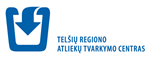 TELŠIŲ REGIONO
ATLIEKŲ TVARKYMO CENTRAS